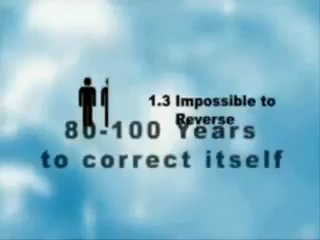 1.3 Impossible to
Reverse
80-100 Years
to correct itself